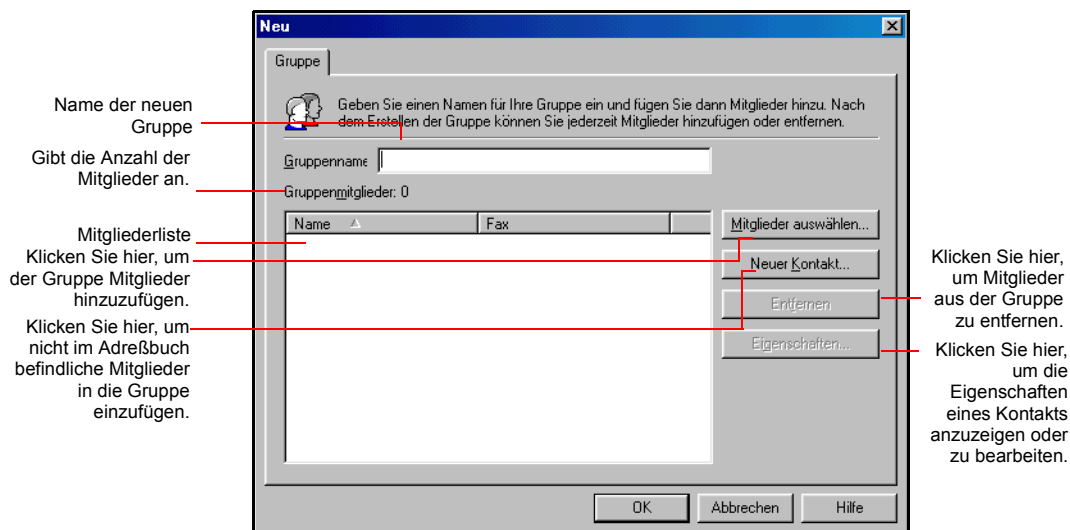 Neu
Gruppe
Geben Sie einen Namen für Ihre Gruppe ein und fügen Sie dann Mitglieder hinzu. Nach
dem Erstellen der Gruppe können Sie jederzeit Mitglieder hinzufügen oder entfernen.
Name der neuen
Gruppe
Gruppenname
Gibt die Anzahl der
Mitglieder an.
Gruppenmitglieder: 0
Name
Fax
Mitglieder auswählen...
Neuer Kontakt...
Entfernen
Eigenschaften...
Mitgliederliste
Klicken Sie hier, um
der Gruppe Mitglieder
hinzuzufügen.
Klicken Sie hier, um
nicht im Adreßbuch
befindliche Mitglieder
in die Gruppe
einzufügen.
Klicken Sie hier,
um Mitglieder
aus der Gruppe
zu entfernen.
Klicken Sie hier,
um die
Eigenschaften
eines Kontakts
anzuzeigen oder
zu bearbeiten.
OK
Abbrechen
Hilfe